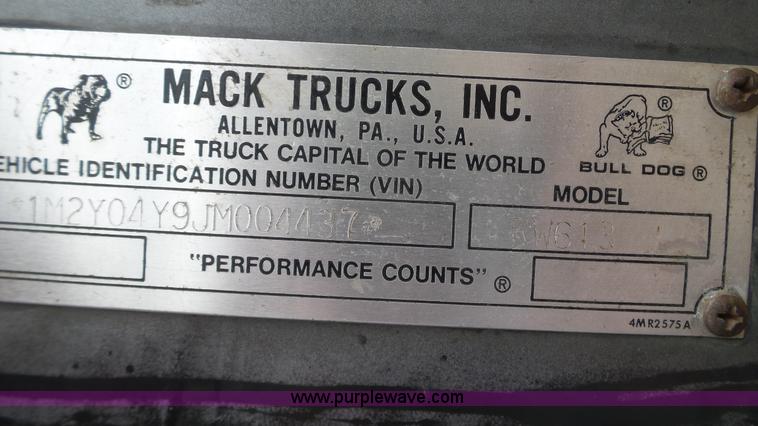 ® MACK TRUCKS, INC. ®
ALLENTOWN, PA., U.S.A.
THE TRUCK CAPITAL OF THE WORLD
BULL DOG ®
EHICLE IDENTIFICATION NUMBER (VIN)
MODEL
*1M2Y04Y9JM004437*
RW613
"PERFORMANCE COUNTS" ®
4MR2575A
www.purplewave.com